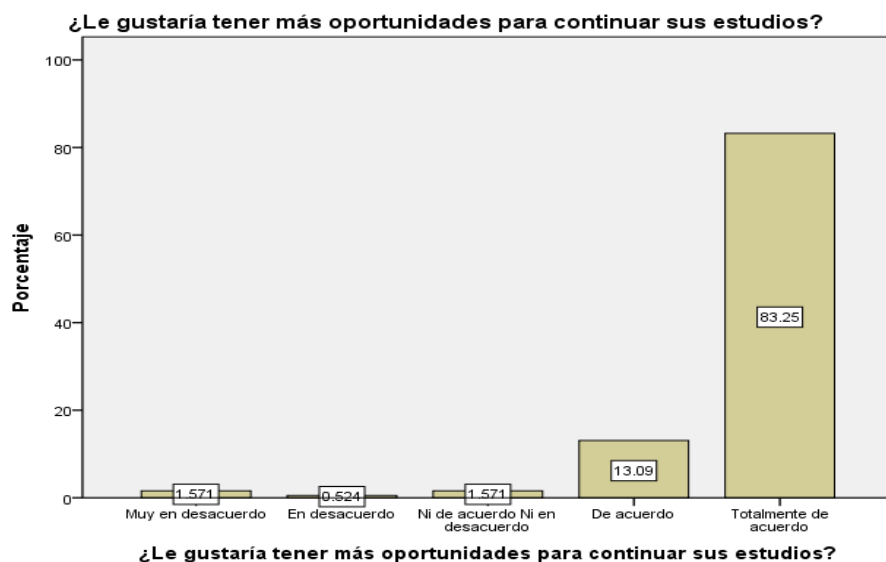 ¿Le gustaría tener más oportunidades para continuar sus estudios?
100
80
60
40
20
0
Porcentaje
1.571
0.524
1.571
13.09
83.25
Muy en desacuerdo
En desacuerdo
Ni de acuerdo Ni en
desacuerdo
De acuerdo
Totalmente de
acuerdo
¿Le gustaría tener más oportunidades para continuar sus estudios?